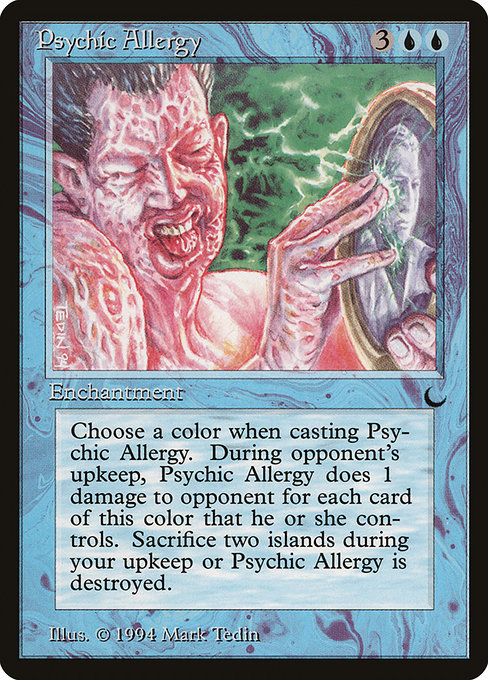 Psychic Allergy 3
TEDIN 94
Enchantment
Choose a color when casting Psy-
chic Allergy. During opponent's
upkeep, Psychic Allergy does 1
damage to opponent for each card
of this color that he or she con-
trols. Sacrifice two islands during
your upkeep or Psychic Allergy is
destroyed.
Illus. © 1994 Mark Tedin